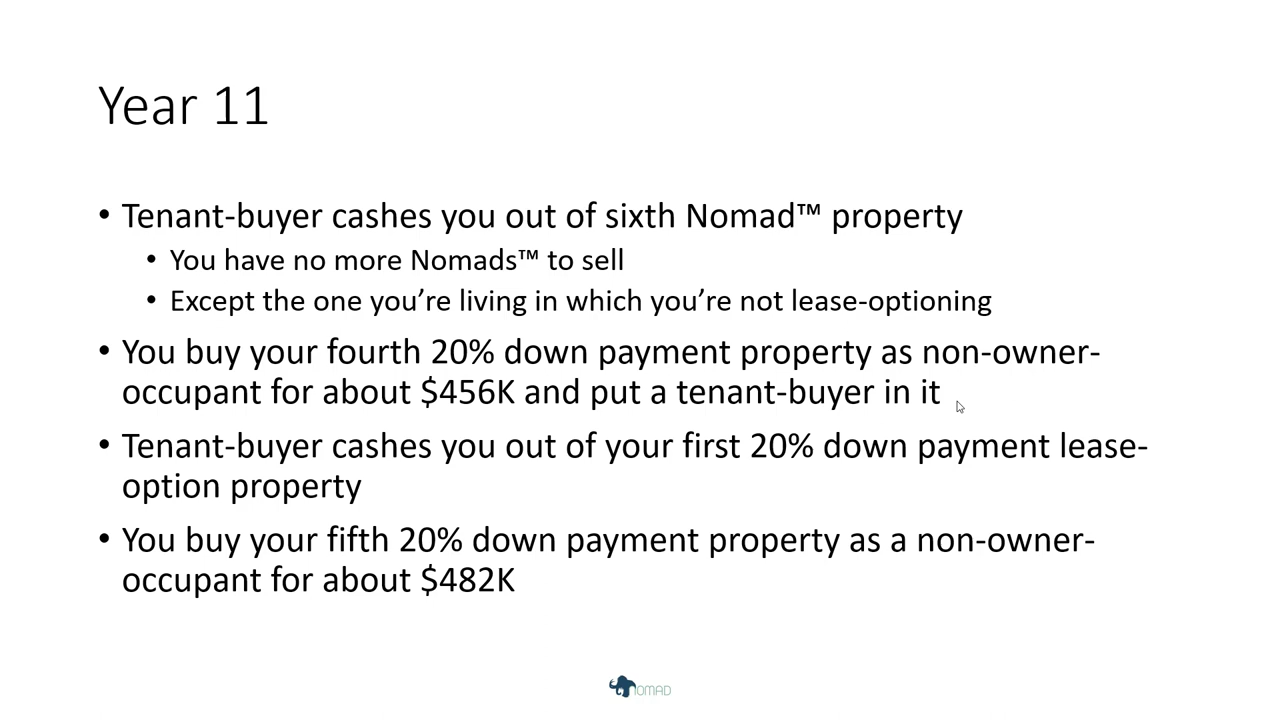 Year 11
• Tenant-buyer cashes you out of sixth Nomad™ property
• You have no more Nomads™ to sell
• Except the one you’re living in which you’re not lease-optioning
• You buy your fourth 20% down payment property as non-owner-
occupant for about $456K and put a tenant-buyer in it
• Tenant-buyer cashes you out of your first 20% down payment lease-
option property
• You buy your fifth 20% down payment property as a non-owner-
occupant for about $482K
NOMAD